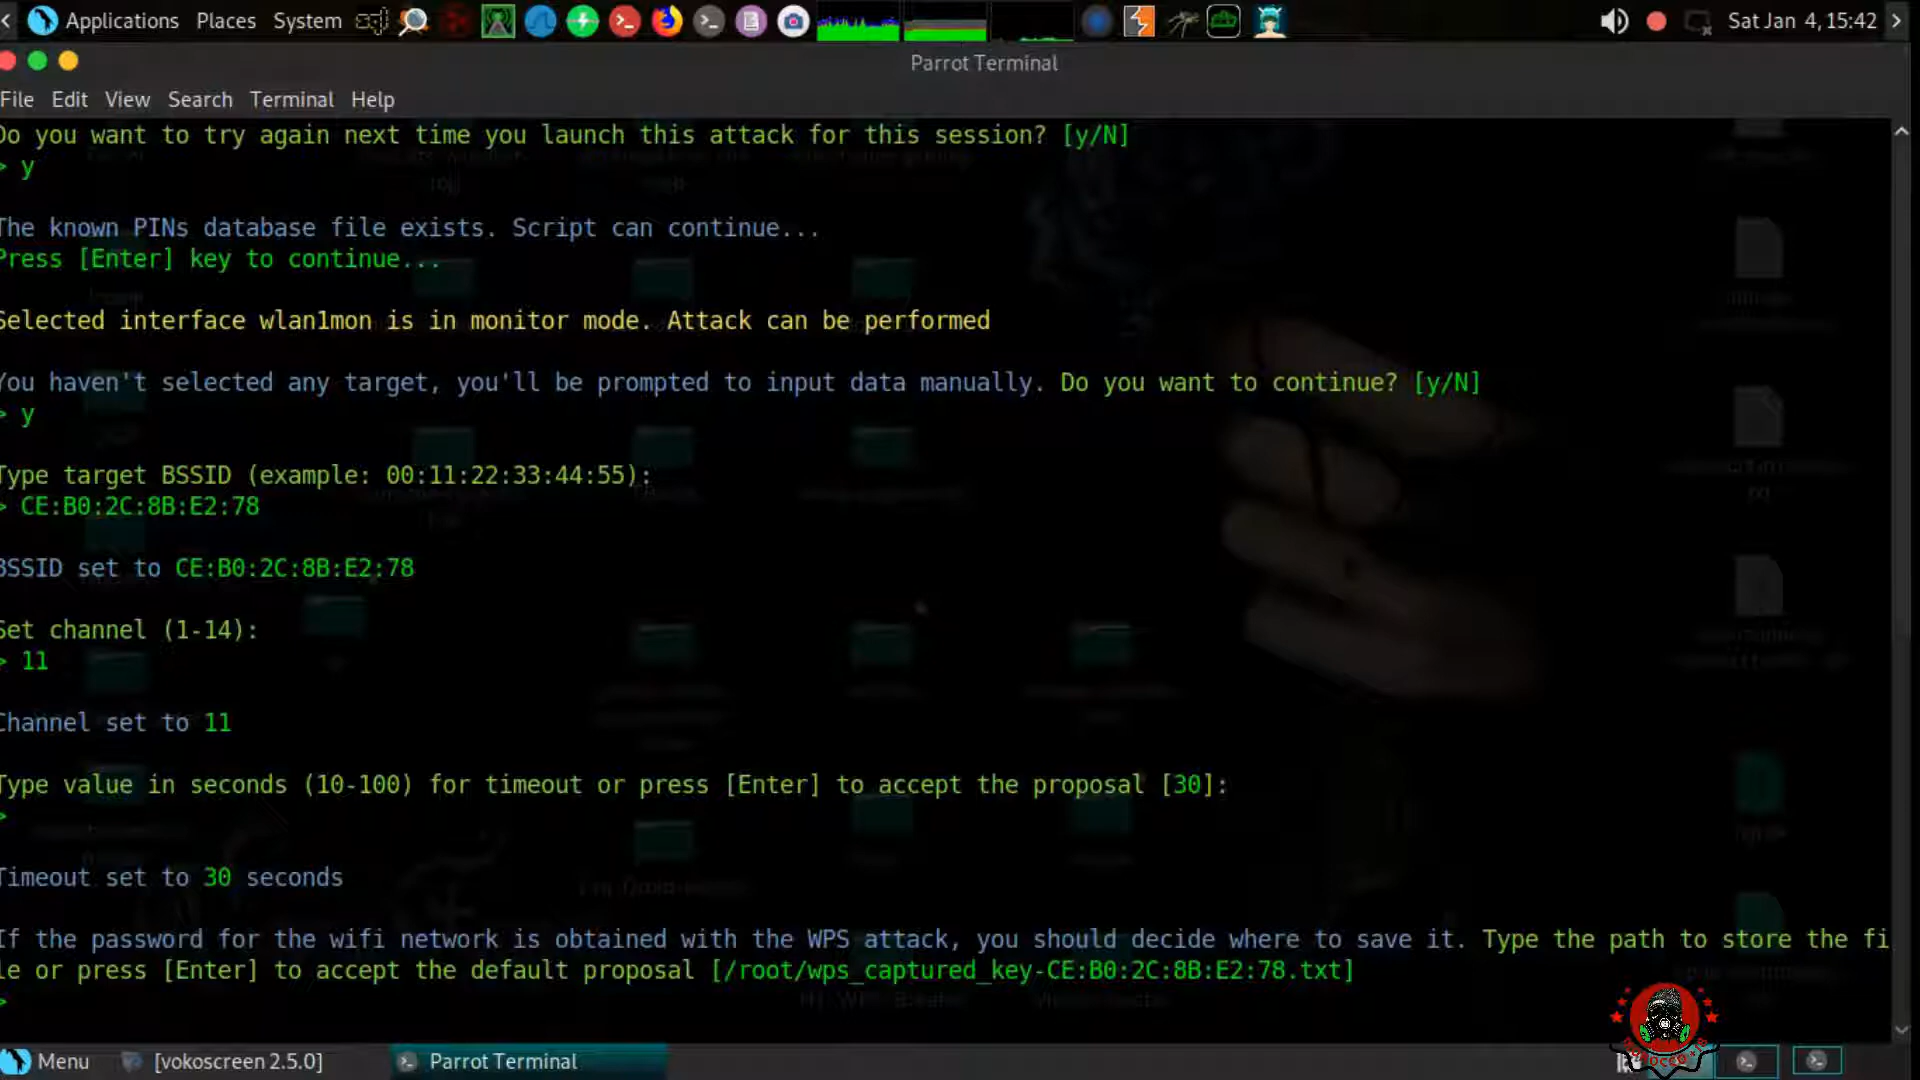 Applications Places System Sat Jan 4, 15:42
Parrot Terminal
File Edit View Search Terminal Help
Do you want to try again next time you launch this attack for this session? [y/N]
> y
The known PINs database file exists. Script can continue...
Press [Enter] key to continue...
Selected interface wlan1mon is in monitor mode. Attack can be performed
You haven't selected any target, you'll be prompted to input data manually. Do you want to continue? [y/N]
> y
Type target BSSID (example: 00:11:22:33:44:55):
> CE:B0:2C:8B:E2:78
BSSID set to CE:B0:2C:8B:E2:78
Set channel (1-14):
> 11
Channel set to 11
Type value in seconds (10-100) for timeout or press [Enter] to accept the proposal [30]:
>
Timeout set to 30 seconds
If the password for the wifi network is obtained with the WPS attack, you should decide where to save it. Type the path to store the fi
le or press [Enter] to accept the default proposal [/root/wps_captured_key-CE:B0:2C:8B:E2:78.txt]
>
Menu [vokoscreen 2.5.0] Parrot Terminal